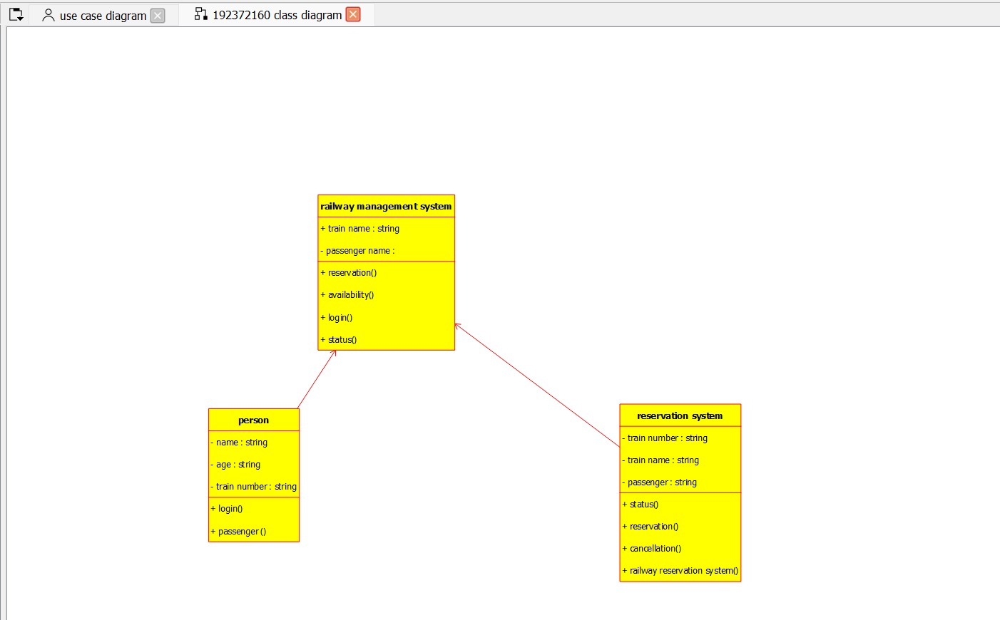 use case diagram
192372160 class diagram
railway management system
+ train name : string
- passenger name :
+ reservation()
+ availability()
+ login()
+ status()
person
- name : string
- age : string
- train number : string
+ login()
+ passenger ()
reservation system
- train number : string
- train name : string
- passenger : string
+ status()
+ reservation()
+ cancellation()
+ railway reservation system()